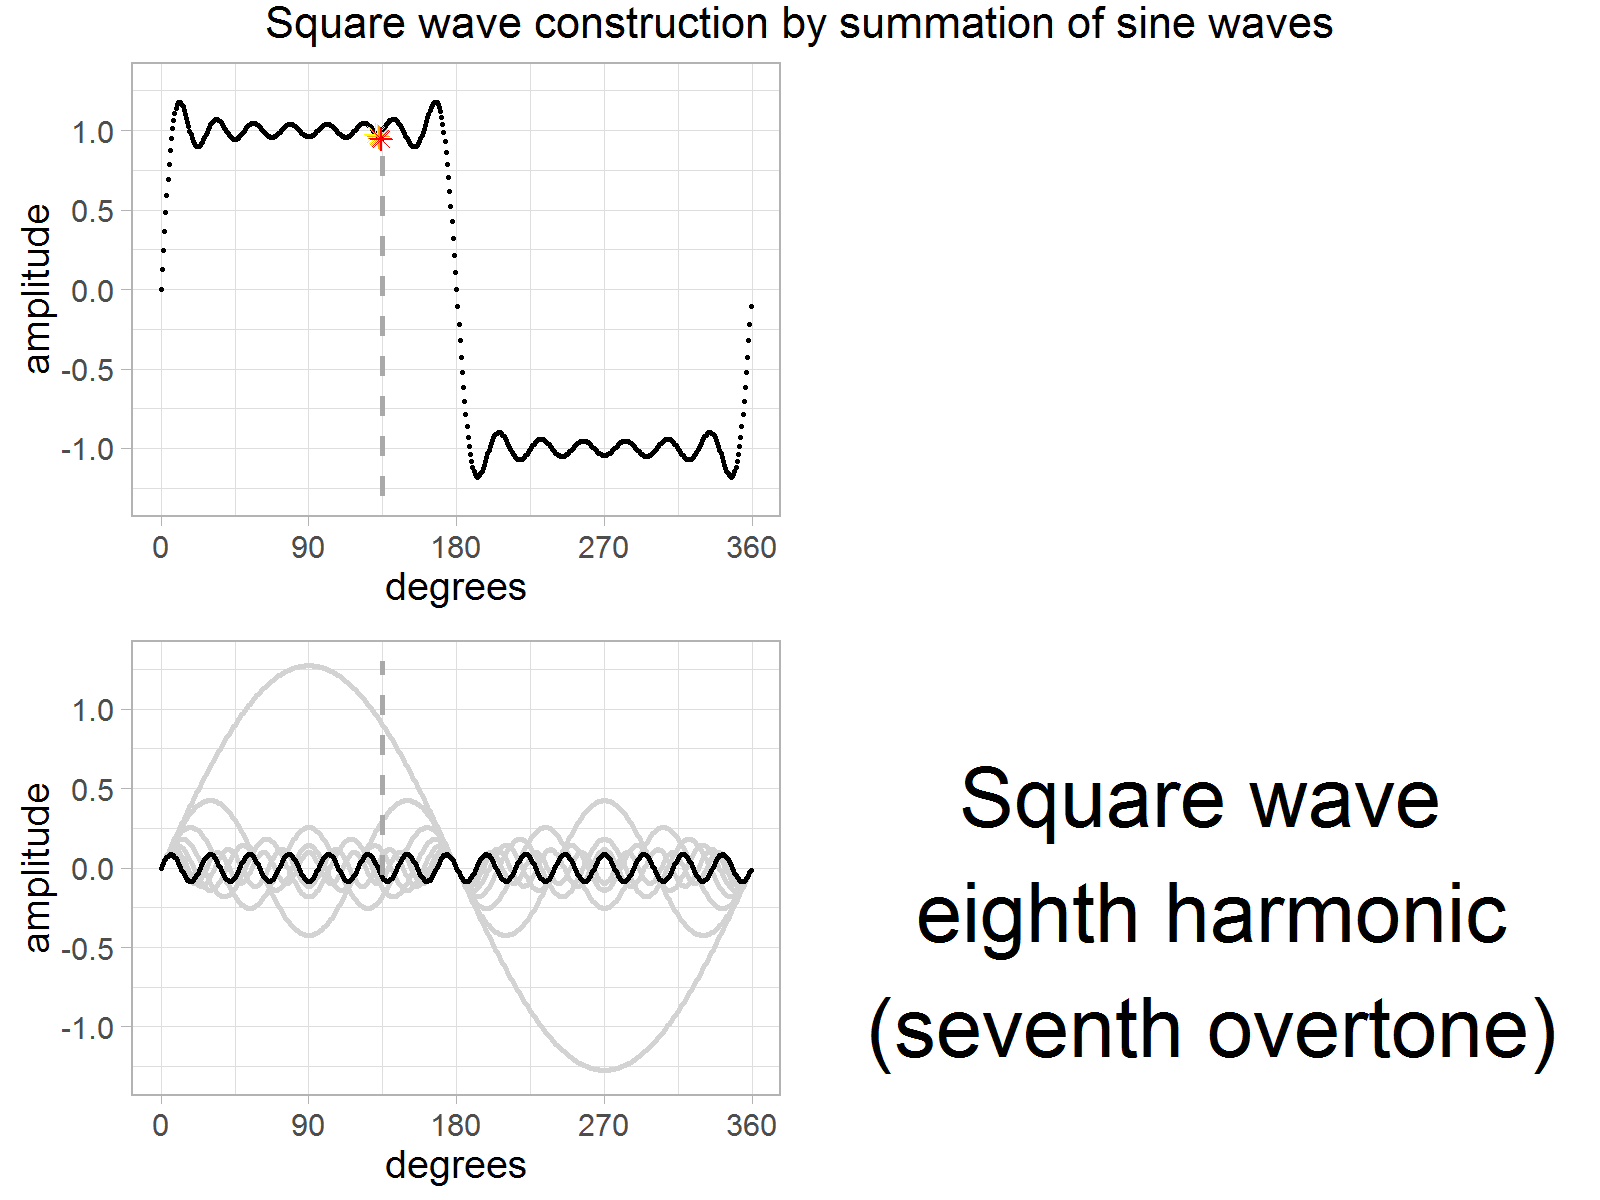 Square wave construction by summation of sine waves
amplitude
1.0
0.5
0.0
-0.5
-1.0
0 90 180 270 360
degrees
amplitude
1.0
0.5
0.0
-0.5
-1.0
0 90 180 270 360
degrees
Square wave
eighth harmonic
(seventh overtone)